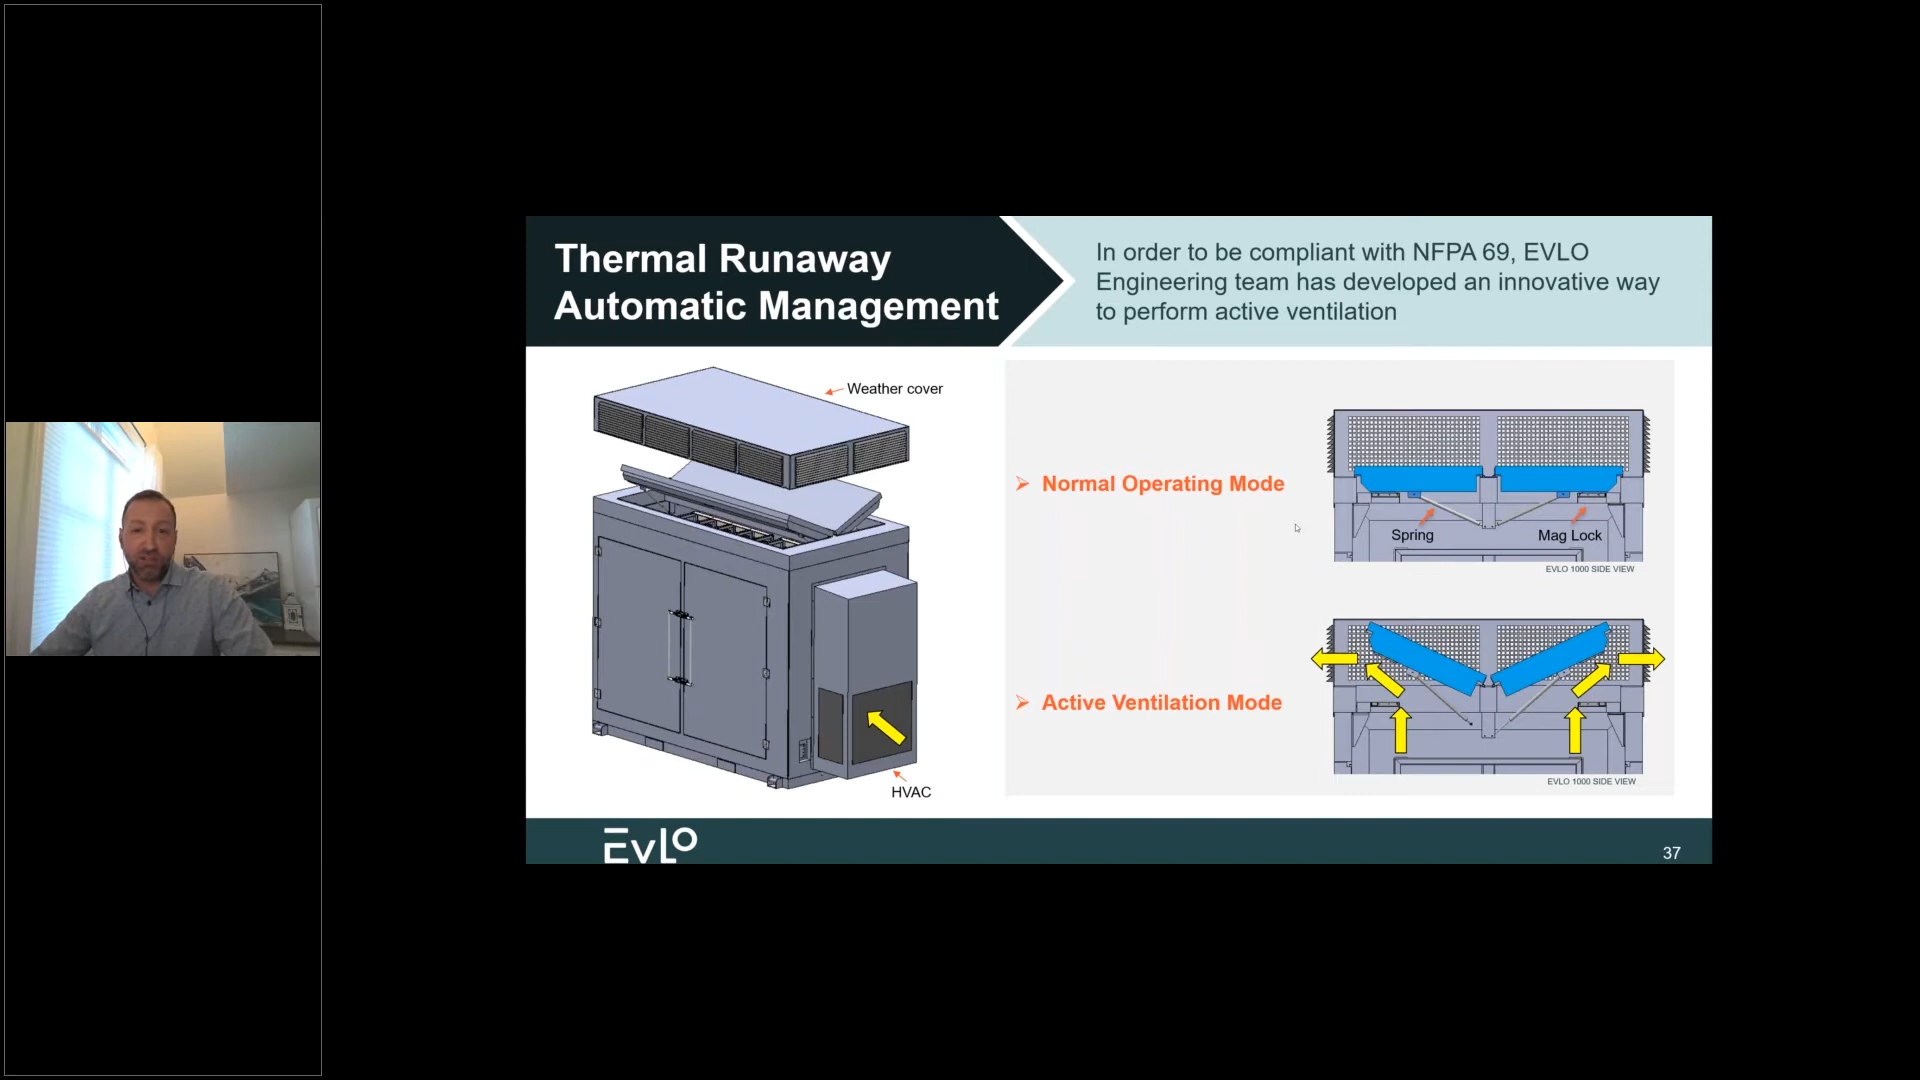 Thermal Runaway
Automatic Management
In order to be compliant with NFPA 69, EVLO
Engineering team has developed an innovative way
to perform active ventilation
Weather cover
HVAC
➢ Normal Operating Mode
Spring
Mag Lock
EVLO 1000 SIDE VIEW
➢ Active Ventilation Mode
EVLO 1000 SIDE VIEW
EVLO
37